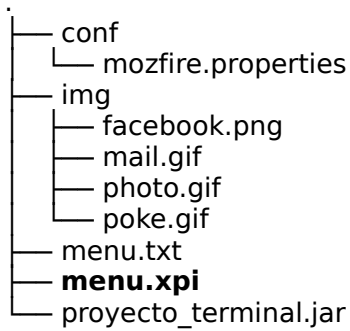 .
├── conf
│   └── mozfire.properties
├── img
│   ├── facebook.png
│   ├── mail.gif
│   ├── photo.gif
│   └── poke.gif
├── menu.txt
├── menu.xpi
└── proyecto_terminal.jar